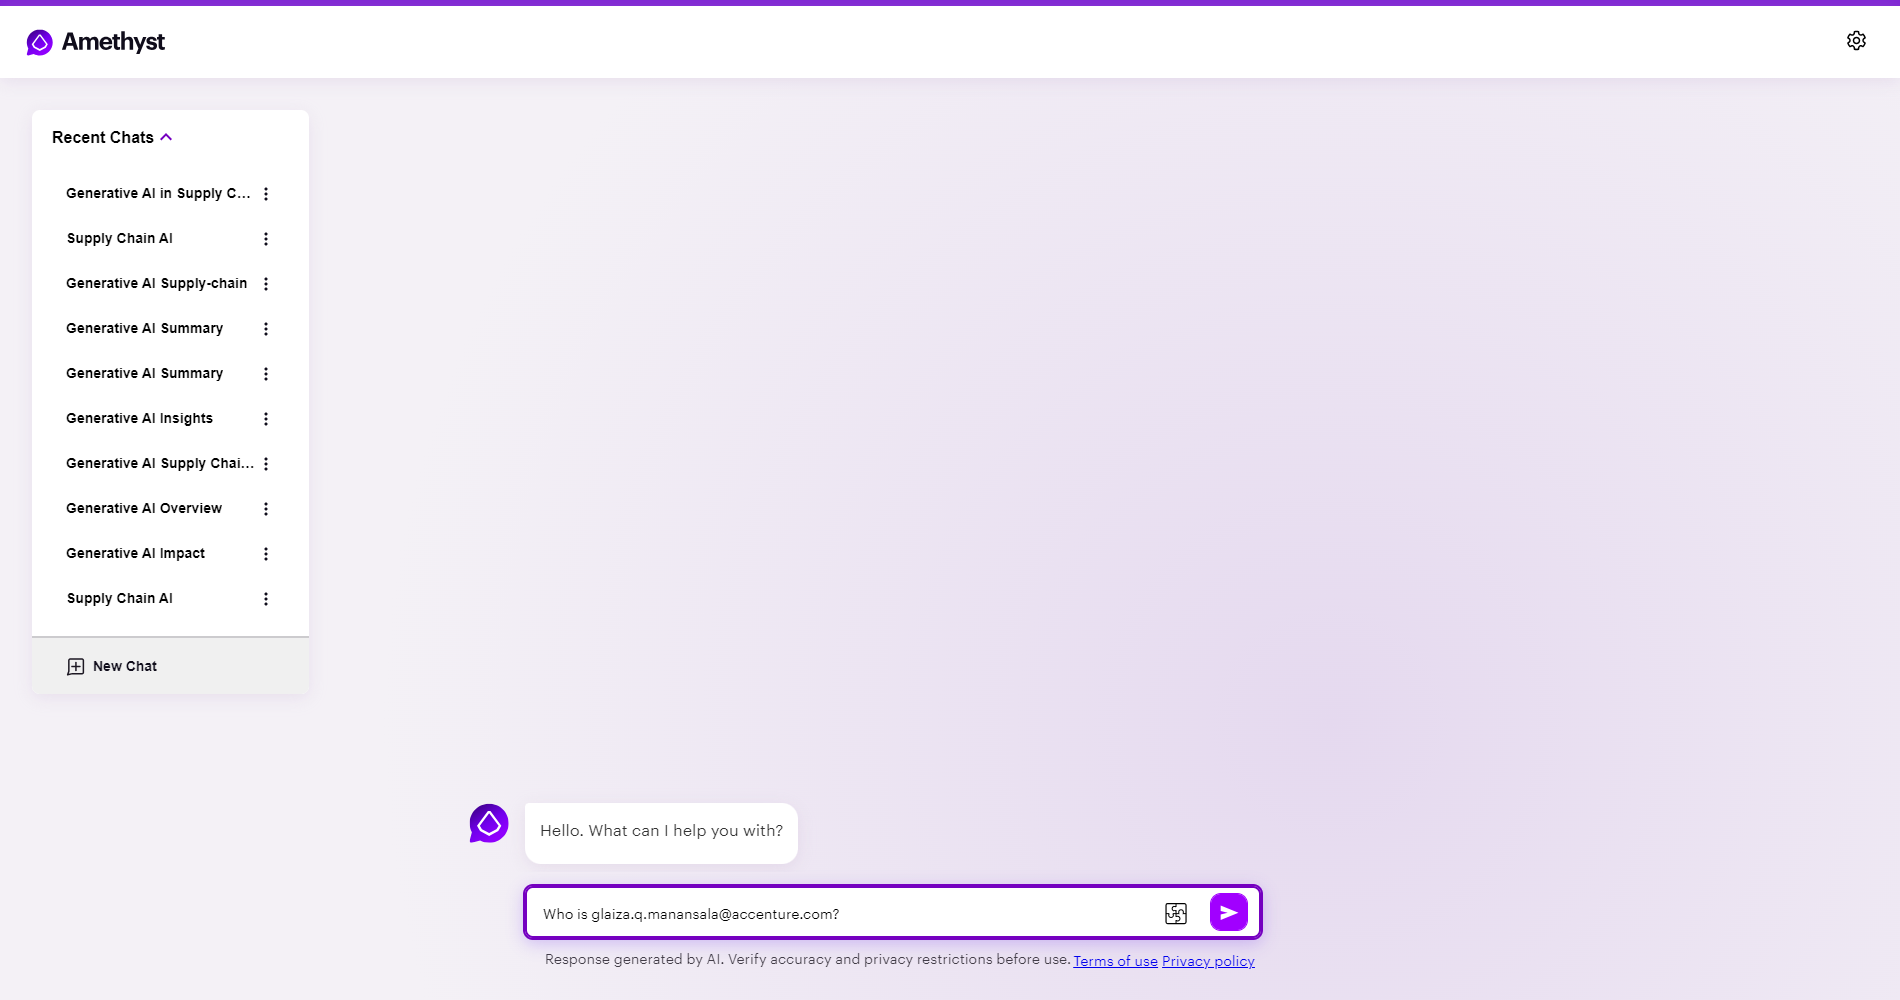 Amethyst
Recent Chats
Generative AI in Supply C...
Supply Chain AI
Generative AI Supply-chain
Generative AI Summary
Generative AI Summary
Generative AI Insights
Generative AI Supply Chai...
Generative AI Overview
Generative AI Impact
Supply Chain AI
New Chat
Hello. What can I help you with?
Who is glaiza.q.manansala@accenture.com?
Response generated by AI. Verify accuracy and privacy restrictions before use. Terms of use Privacy policy